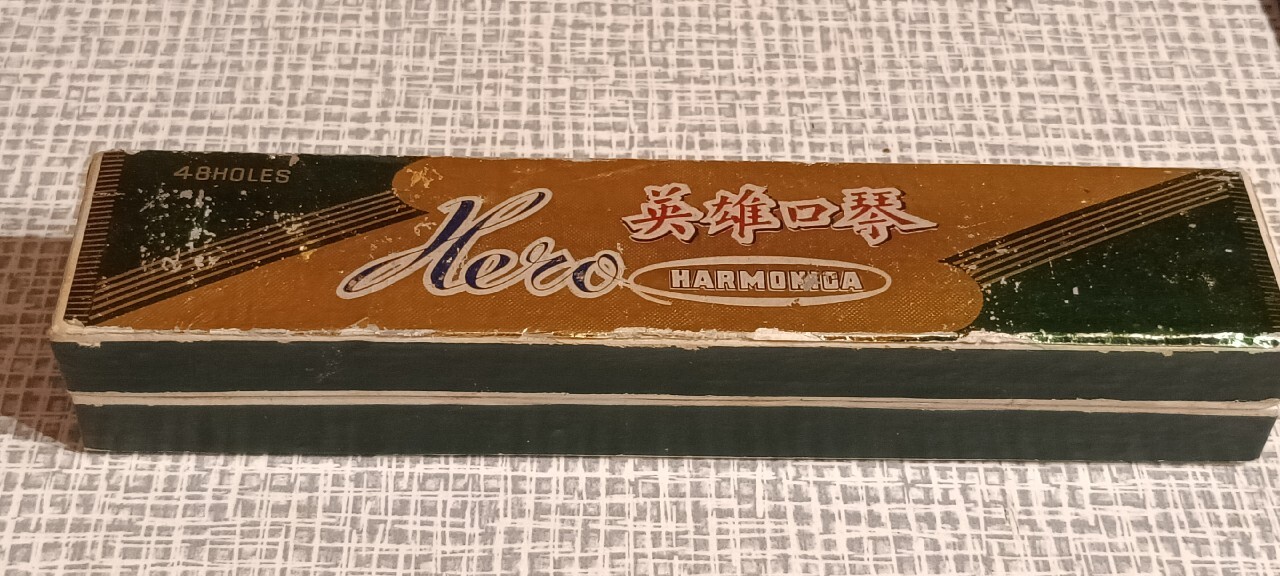 48HOLES
Hero
英雄口琴
HARMONICA